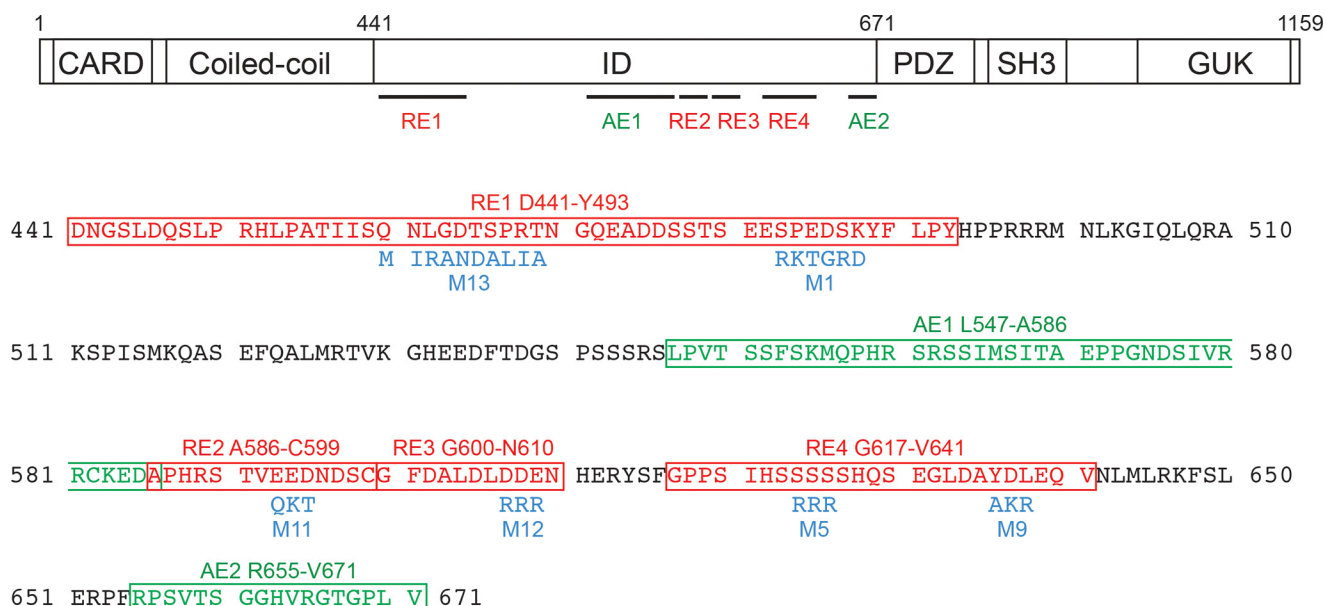 1 441 671 1159
CARD Coiled-coil ID PDZ SH3 GUK
RE1 AE1 RE2 RE3 RE4 AE2
RE1 D441-Y493
441 DNGSLDQSLP RHLPATIISQ NLGDTSPRTN GQEADDSSTS EESPEDSKYF LPYHPPRRRM NLKGIQLQRA 510
M IRANDALIA RKTGRD
M13 M1
AE1 L547-A586
511 KSPISMKQAS EFQALMRTVK GHEEDFTDGS PSSSRSLPVT SSFSKMQPHR SRSSIMSITA EPPGNDSIVR 580
RE2 A586-C599 RE3 G600-N610 RE4 G617-V641
581 RCKEDAPHRS TVEEDNDSCG FDALDLDDEN HERYSFGPPS IHSSSSSHQS EGLDAYDLEQ VNLMLRKFSL 650
QKT RRR RRR AKR
M11 M12 M5 M9
AE2 R655-V671
651 ERPFRPSVTS GGHVRGTGPL V 671